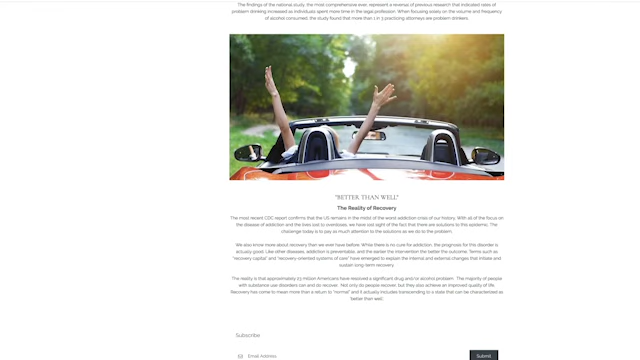 The findings of the national study, the most comprehensive ever, represent a reversal of previous research that indicated rates of
problem drinking increased as individuals spent more time in the legal profession. When focusing solely on the volume and frequency
of alcohol consumed, the study found that more than 1 in 3 practicing attorneys are problem drinkers.
"BETTER THAN WELL"
The Reality of Recovery
The most recent CDC report confirms that the US remains in the midst of the worst addiction crisis of our history. With all of the focus on
the disease of addiction and the lives lost to overdoses, we have lost sight of the fact that there are solutions to this epidemic. The
challenge today is to pay as much attention to the solutions as we do to the problem.
We also know more about recovery than we ever have before. While there is no cure for addiction, the prognosis for this disorder is
actually good. Like other diseases, addiction is preventable, and the earlier the intervention the better the outcome. Terms such as
"recovery capital" and "recovery oriented systems of care" have emerged to explain the internal and external changes that initiate and
sustain long-term recovery.
The reality is that approximately 23 million Americans have resolved a significant drug and/or alcohol problem. The majority of people
with substance use disorders can and do recover. Not only do people recover, but they also achieve an improved quality of life.
Recovery has come to mean more than a return to "normal" and it actually includes transcending to a state that can be characterized as
"better than well".
Subscribe
Email Address
Submit